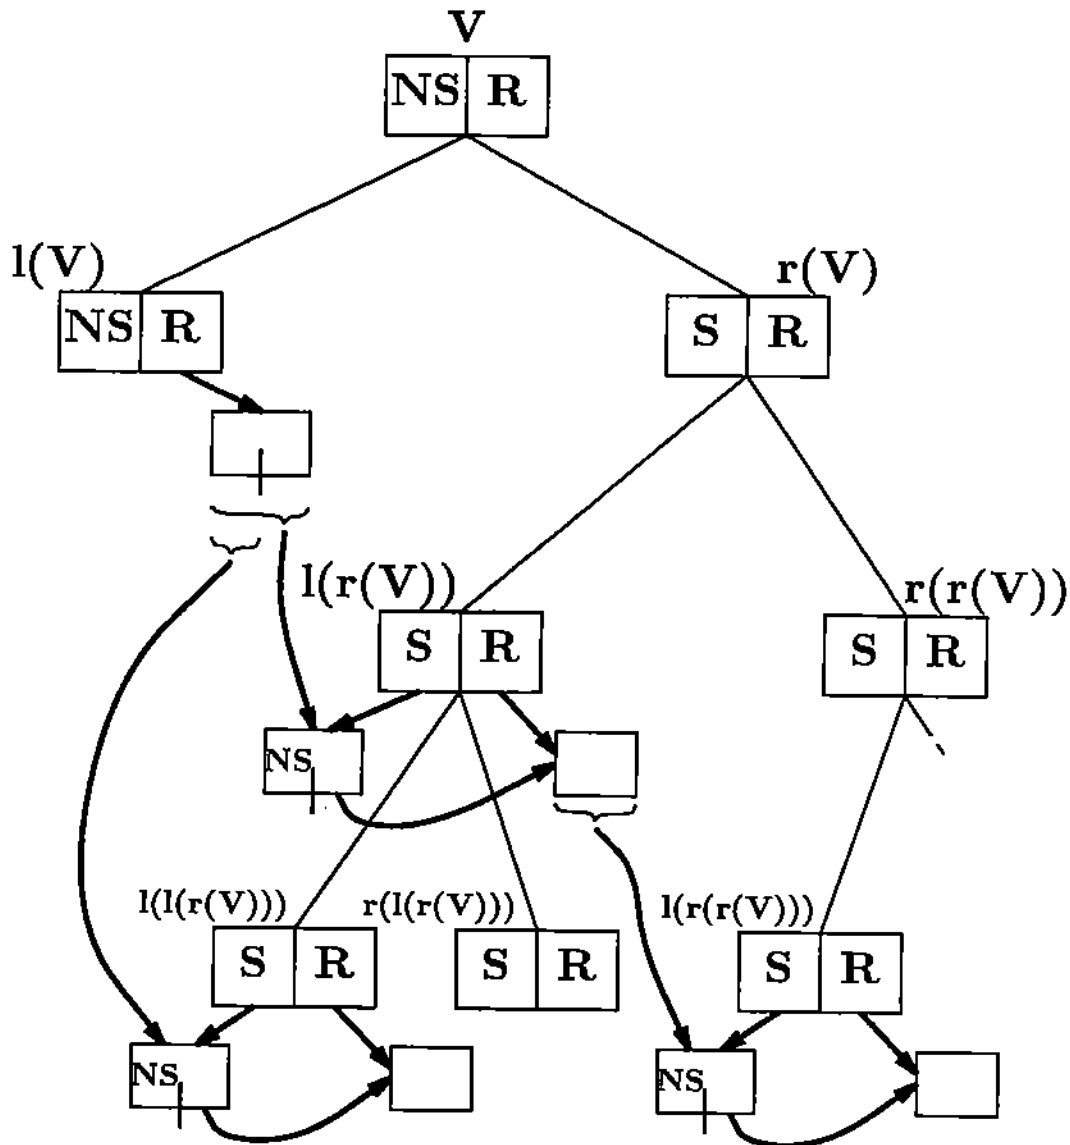 V
NS R
l(V) r(V)
NS R S R
l(r(V)) r(r(V))
S R S R
NS
l(l(r(V))) r(l(r(V))) l(r(r(V)))
S R S R S R
NS NS